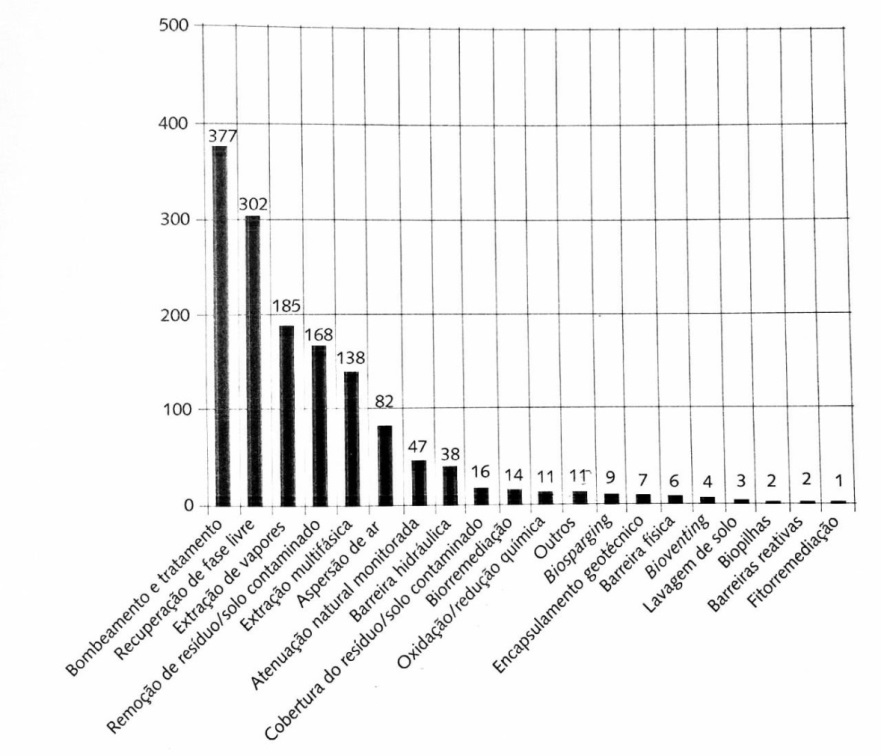 500
400
300
200
100
0
377
302
185
168
138
82
47
38
16
14
11
11
9
7
6
4
3
2
2
1
Bombeamento e tratamento
Recuperação de fase livre
Extração de vapores
Remoção de resíduo/solo contaminado
Extração multifásica
Aspersão de ar
Atenuação natural monitorada
Barreira hidráulica
Cobertura do resíduo/solo contaminado
Biorremediação
Oxidação/redução química
Outros
Biosparging
Encapsulamento geotécnico
Barreira física
Bioventing
Lavagem de solo
Biopilhas
Barreiras reativas
Fitorremediação